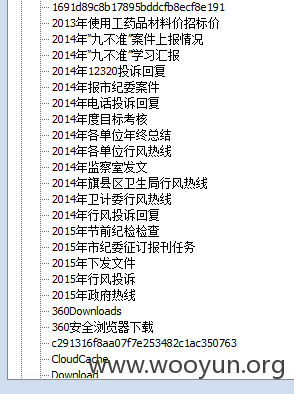 1691d89c8b17895bddcfb8ecf8e191
2013年使用工药品材料价招标价
2014年“九不准”案件上报情况
2014年“九不准”学习汇报
2014年12320投诉回复
2014年报市纪委案件
2014年电话投诉回复
2014年度目标考核
2014年各单位年终总结
2014年各单位行风热线
2014年监察室发文
2014年旗县区卫生局行风热线
2014年卫计委行风热线
2014年行风投诉回复
2015年节前纪检检查
2015年市纪委征订报刊任务
2015年下发文件
2015年行风投诉
2015年政府热线
360Downloads
360安全浏览器下载
c291316f8aa07f7e253482c1ac350763
CloudCache
Download
www.wooyun.org